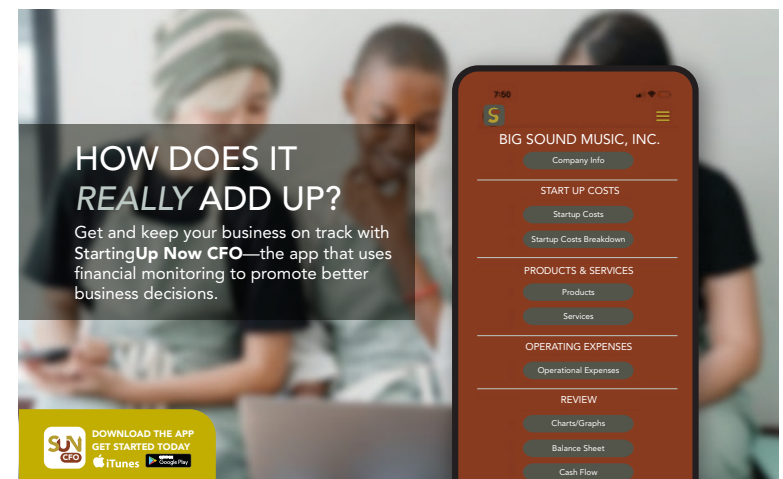 HOW DOES IT
REALLY ADD UP?
Get and keep your business on track with
StartingUp Now CFO—the app that uses
financial monitoring to promote better
business decisions.
SUN
CFO
DOWNLOAD THE APP
GET STARTED TODAY
iTunes
Google Play
7:50
S
BIG SOUND MUSIC, INC.
Company Info
START UP COSTS
Startup Costs
Startup Costs Breakdown
PRODUCTS & SERVICES
Products
Services
OPERATING EXPENSES
Operational Expenses
REVIEW
Charts/Graphs
Balance Sheet
Cash Flow